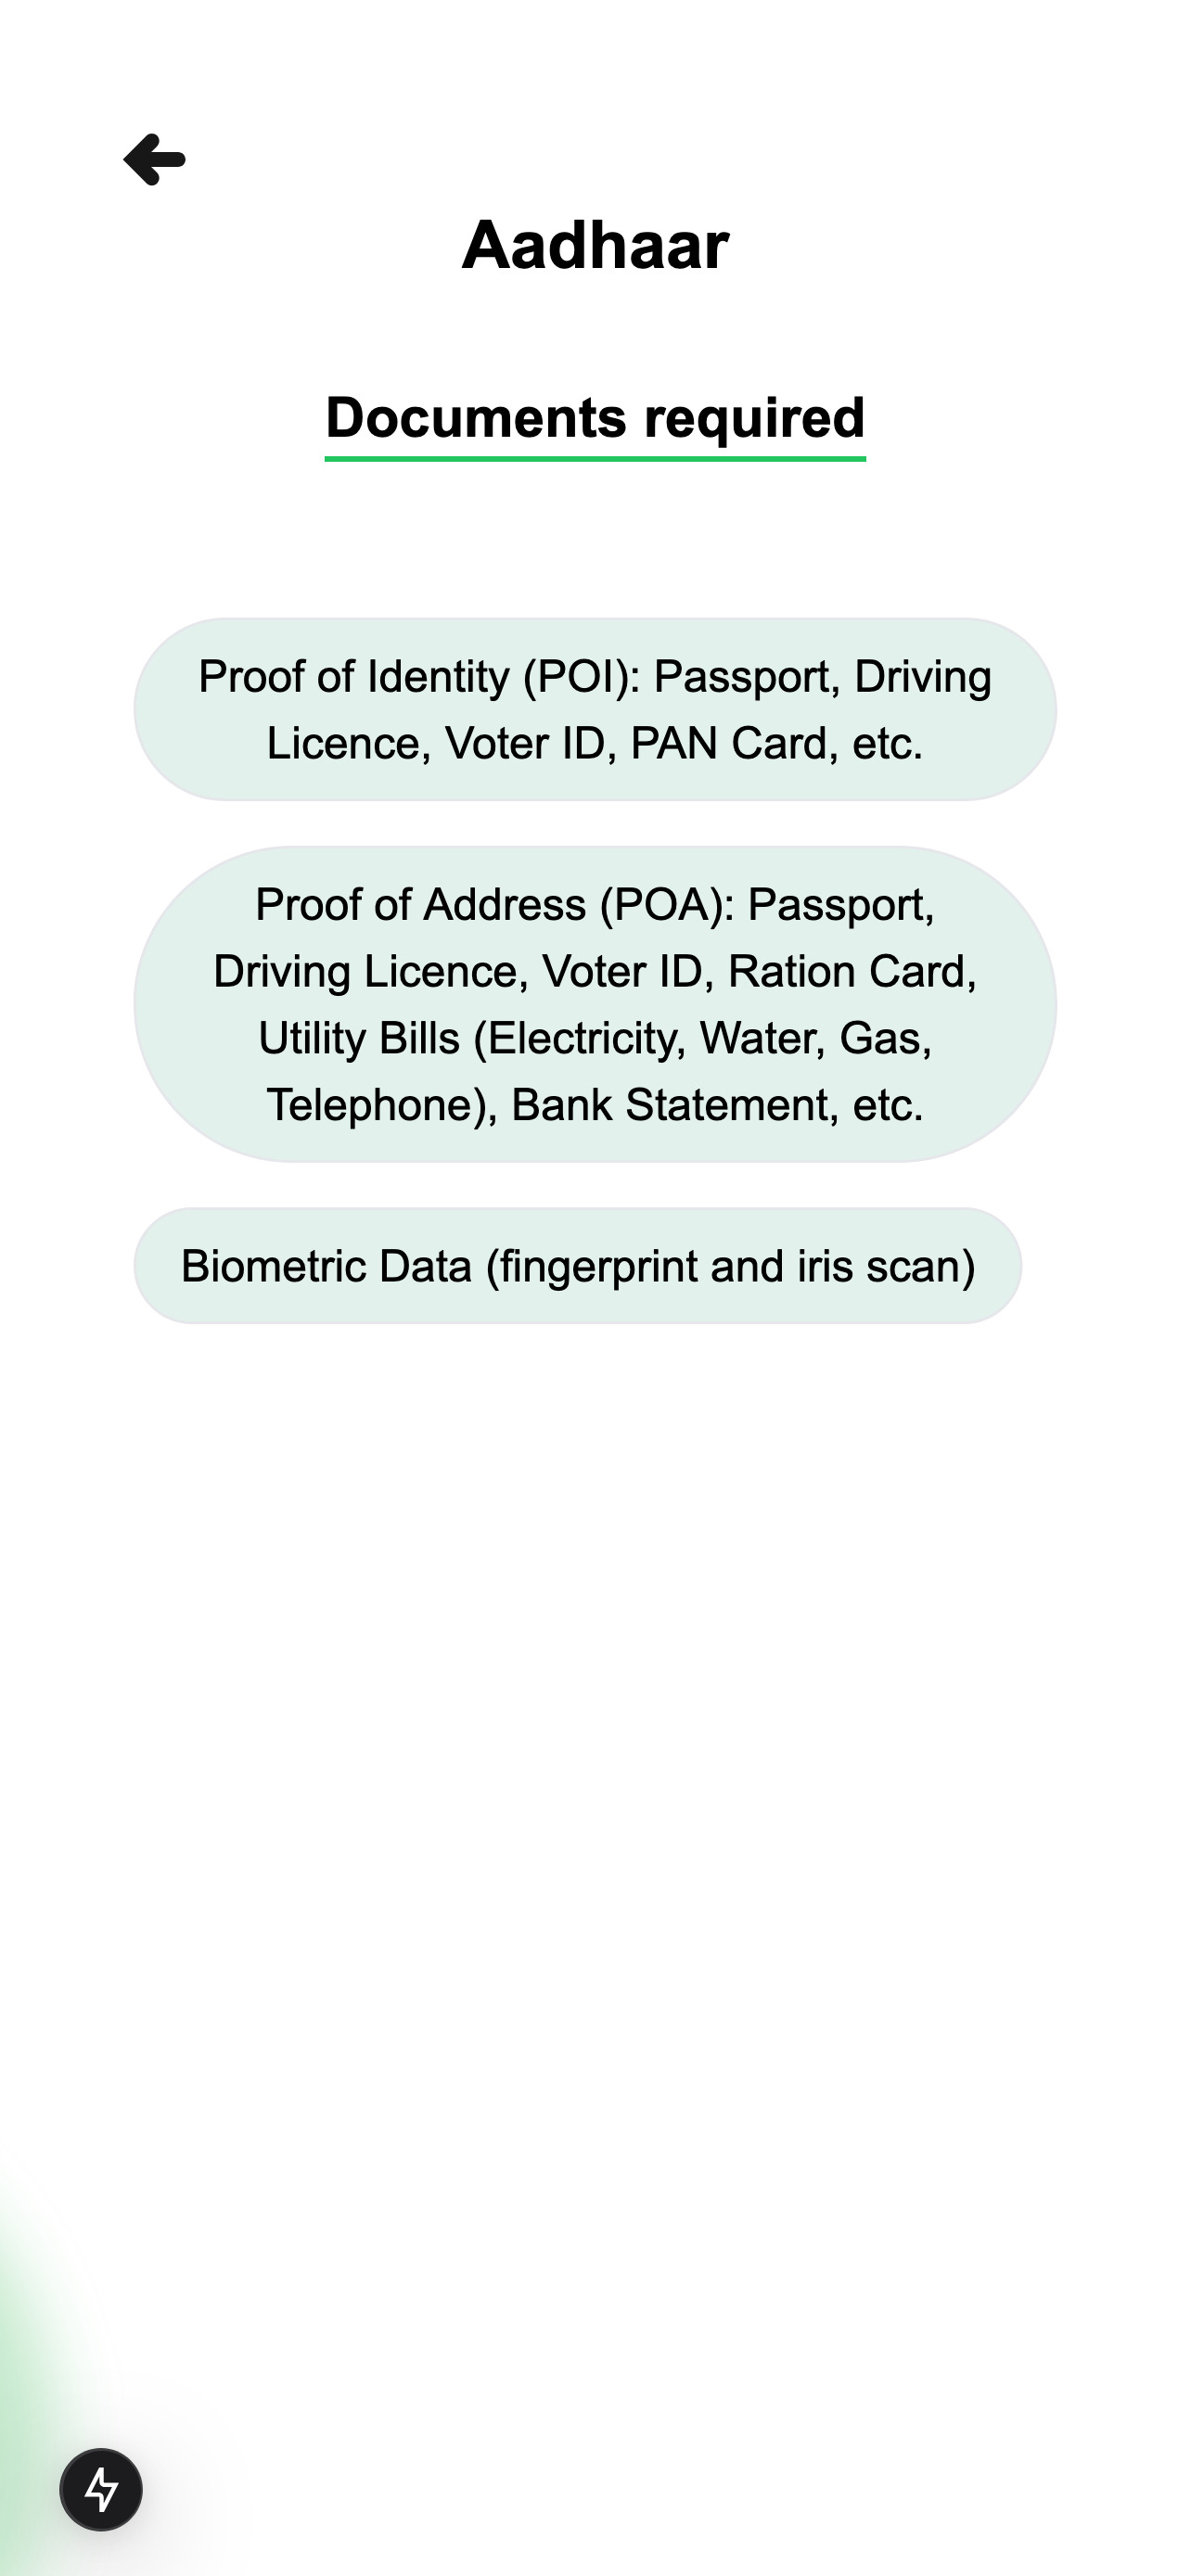 Aadhaar
Documents required
Proof of Identity (POI): Passport, Driving
Licence, Voter ID, PAN Card, etc.
Proof of Address (POA): Passport,
Driving Licence, Voter ID, Ration Card,
Utility Bills (Electricity, Water, Gas,
Telephone), Bank Statement, etc.
Biometric Data (fingerprint and iris scan)